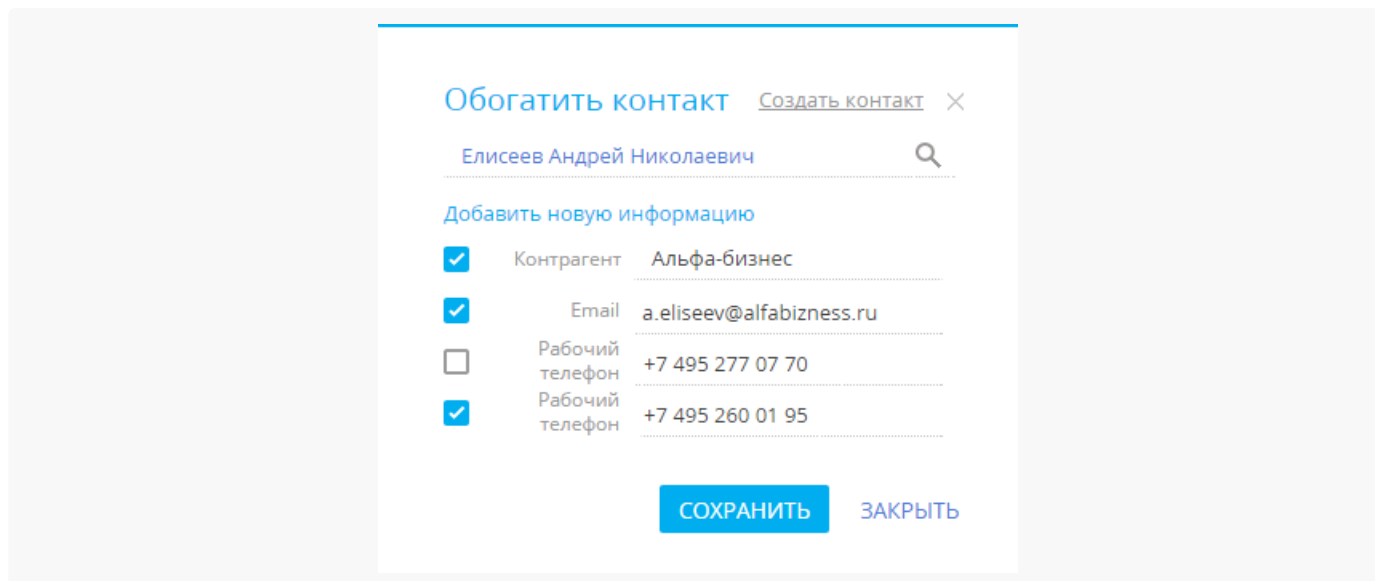 Обогатить контакт Создать контакт
Елисеев Андрей Николаевич
Добавить новую информацию
Контрагент Альфа-бизнес
Email a.eliseev@alfabizness.ru
Рабочий
телефон +7 495 277 07 70
Рабочий
телефон +7 495 260 01 95
СОХРАНИТЬ ЗАКРЫТЬ